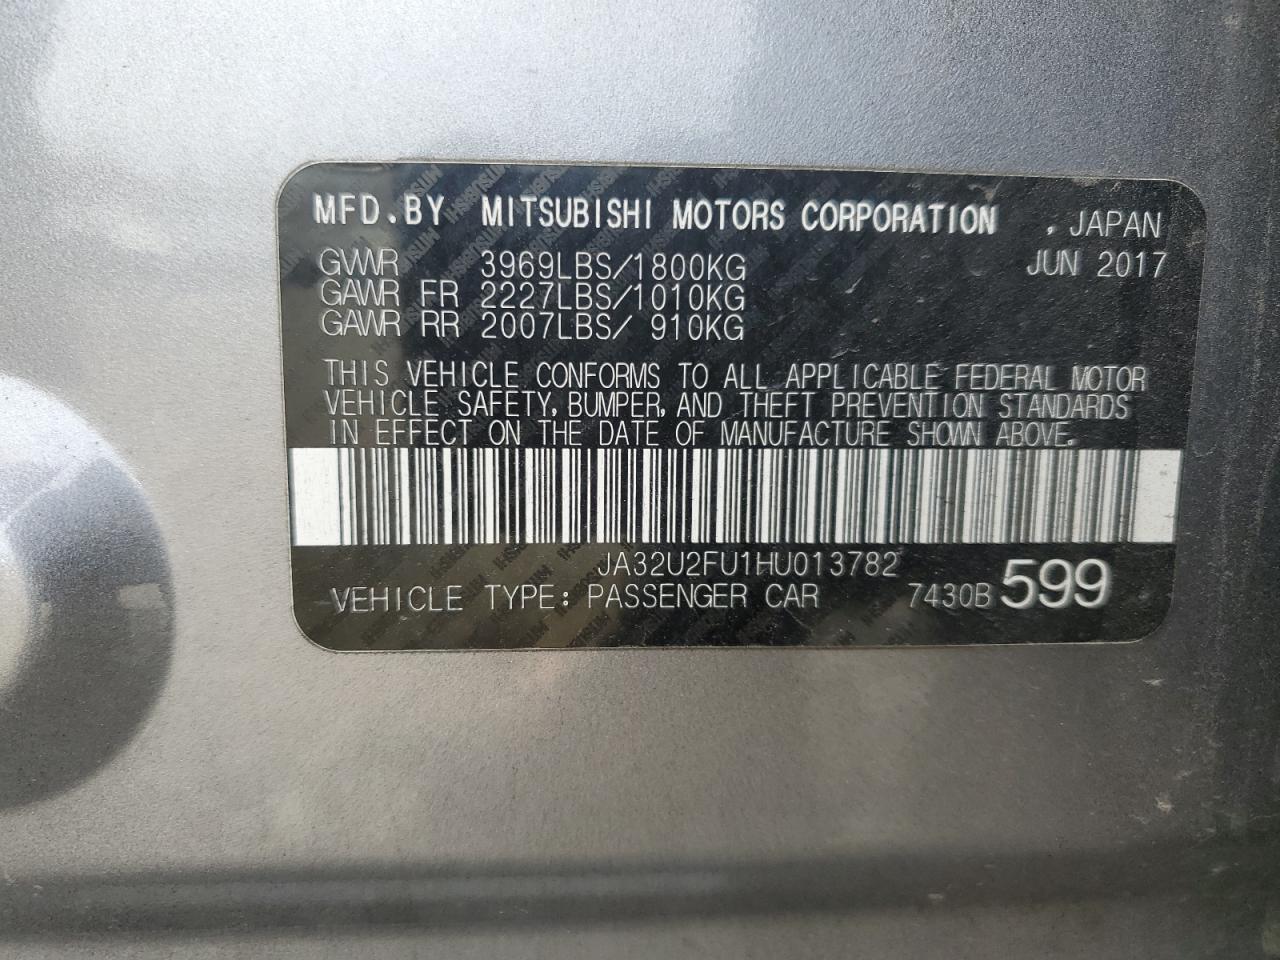 MFD.BY MITSUBISHI MOTORS CORPORATION , JAPAN
JUN 2017
GVWR 3969LBS/1800KG
GAWR FR 2227LBS/1010KG
GAWR RR 2007LBS/ 910KG
THIS VEHICLE CONFORMS TO ALL APPLICABLE FEDERAL MOTOR
VEHICLE SAFETY, BUMPER, AND THEFT PREVENTION STANDARDS
IN EFFECT ON THE DATE OF MANUFACTURE SHOWN ABOVE.
JA32U2FU1HU013782
VEHICLE TYPE: PASSENGER CAR 7430B 599